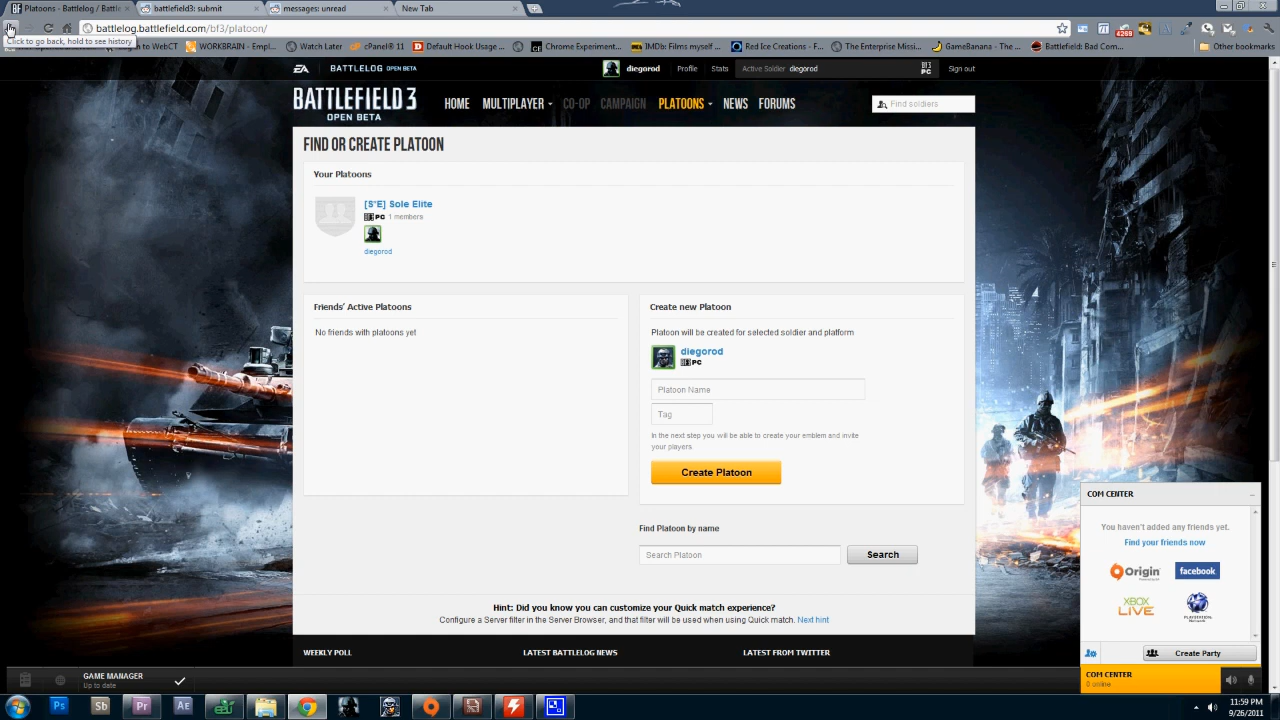 Platoons - Battlelog / Battle
battlefield3: submit
messages: unread
New Tab
battlelog.battlefield.com/bf3/platoon/
Click to go back, hold to see history
to WebCT
WORKBRAIN - Empl...
Watch Later
cPanel® 11
Default Hook Usage ...
Chrome Experiment...
IMDb: Films myself ...
Red Ice Creations - F...
The Enterprise Missi...
GameBanana - The ...
Battlefield: Bad Com...
Other bookmarks
EA BATTLELOG OPEN BETA
diegorod
Profile
Stats
Active Soldier diegorod
BF3 PC
Sign out
BATTLEFIELD 3
OPEN BETA
HOME
MULTIPLAYER
CO-OP
CAMPAIGN
PLATOONS
NEWS
FORUMS
Find soldiers
FIND OR CREATE PLATOON
Your Platoons
[S*E] Sole Elite
PC 1 members
diegorod
Friends' Active Platoons
No friends with platoons yet
Create new Platoon
Platoon will be created for selected soldier and platform
diegorod
PC
Platoon Name
Tag
In the next step you will be able to create your emblem and invite
your players.
Create Platoon
Find Platoon by name
Search Platoon
Search
Hint: Did you know you can customize your Quick match experience?
Configure a Server filter in the Server Browser, and that filter will be used when using Quick match. Next hint
WEEKLY POLL
LATEST BATTLELOG NEWS
LATEST FROM TWITTER
COM CENTER
You haven't added any friends yet.
Find your friends now
Origin
facebook
XBOX
LIVE
Create Party
COM CENTER
0 online
GAME MANAGER
Up to date
Ps
Sb
Pr
Ae
11:59 PM
9/26/2011